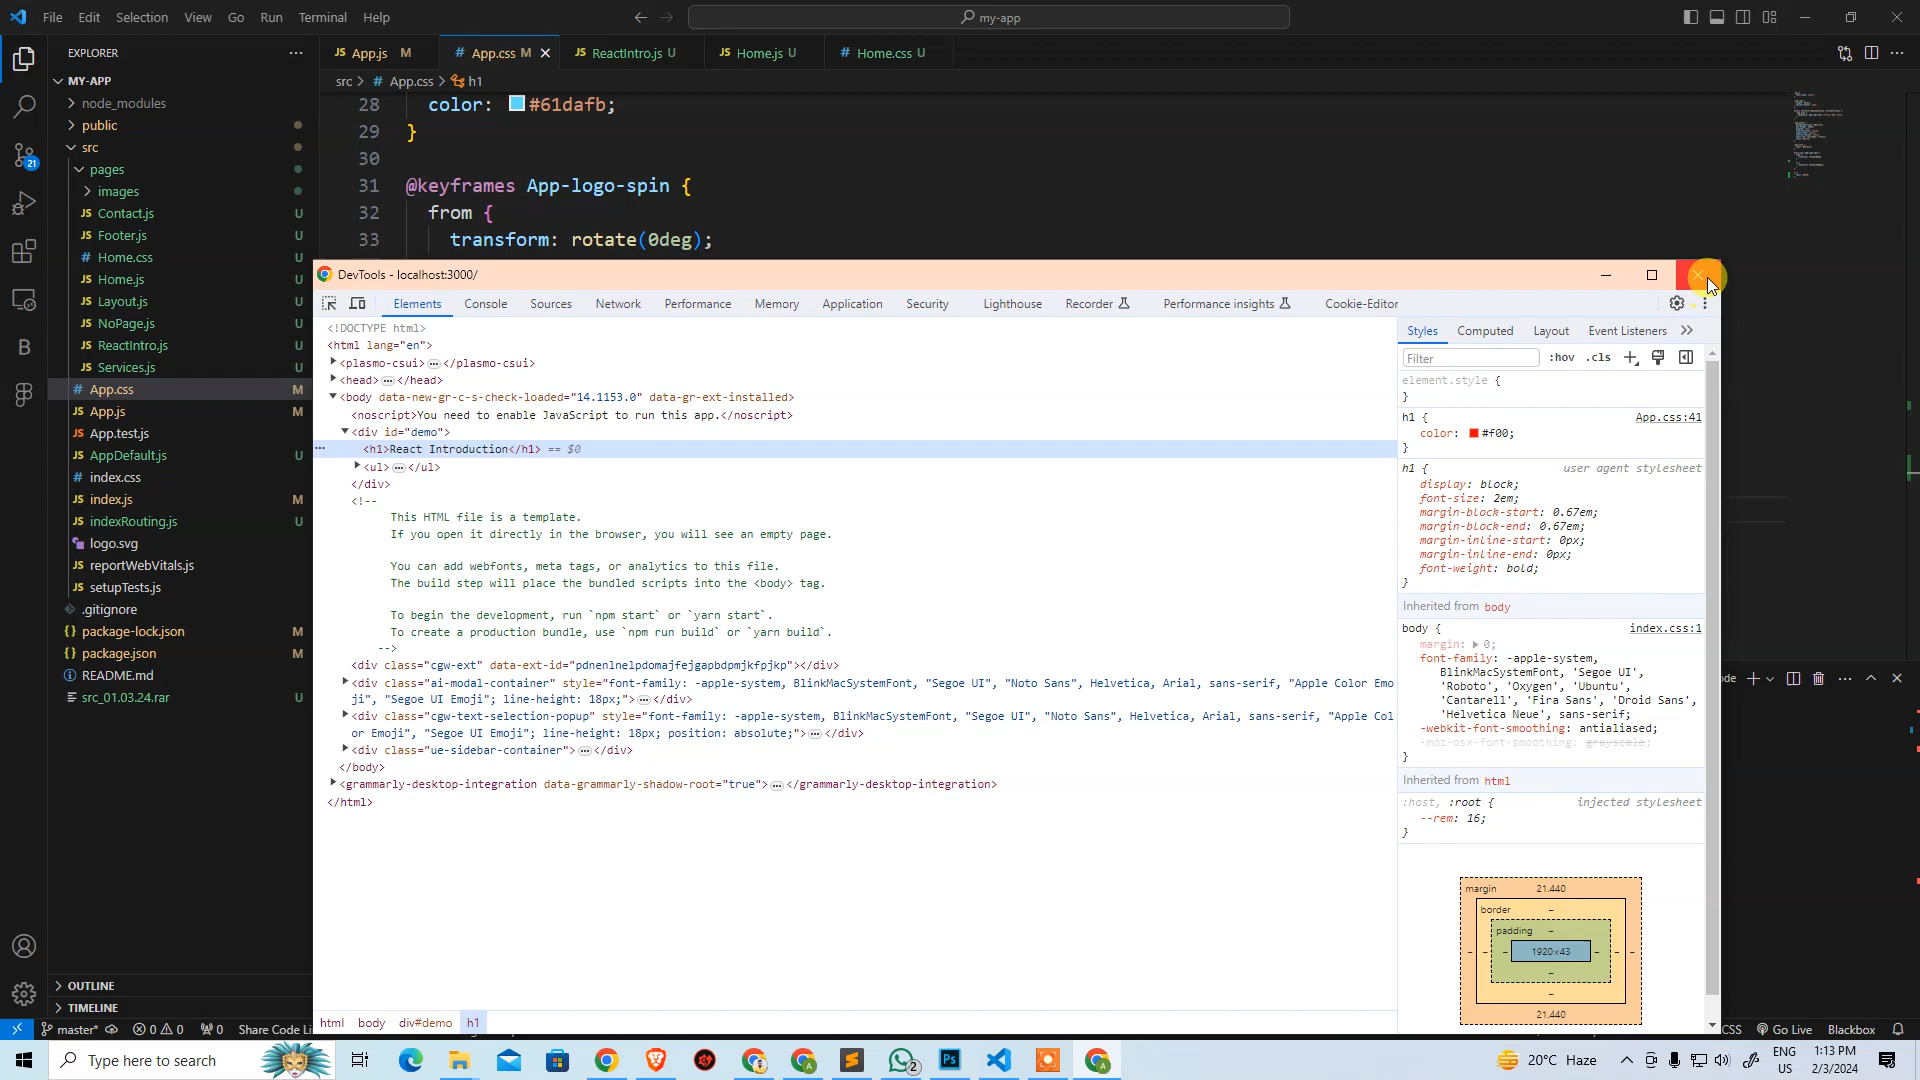 File Edit Selection View Go Run Terminal Help
my-app
EXPLORER
MY-APP
node_modules
public
src
pages
images
Contact.js U
Footer.js U
Home.css U
Home.js U
Layout.js U
NoPage.js U
ReactIntro.js U
Services.js U
App.css M
App.js M
App.test.js
AppDefault.js U
index.css
index.js M
indexRouting.js U
logo.svg
reportWebVitals.js
setupTests.js
.gitignore
package-lock.json M
package.json M
README.md
src_01.03.24.rar U
OUTLINE
TIMELINE
21
App.js M
App.css M
ReactIntro.js U
Home.js U
Home.css U
src > App.css > h1
28 color: #61dafb;
29 }
30
31 @keyframes App-logo-spin {
32 from {
33 transform: rotate(0deg);
DevTools - localhost:3000/
Elements Console Sources Network Performance Memory Application Security Lighthouse Recorder Performance insights Cookie-Editor
<!DOCTYPE html>
<html lang="en">
<plasmo-csui> … </plasmo-csui>
<head> … </head>
<body data-new-gr-c-s-check-loaded="14.1153.0" data-gr-ext-installed>
<noscript>You need to enable JavaScript to run this app.</noscript>
<div id="demo">
<h1>React Introduction</h1> == $0
<ul> … </ul>
</div>
<!--
This HTML file is a template.
If you open it directly in the browser, you will see an empty page.
You can add webfonts, meta tags, or analytics to this file.
The build step will place the bundled scripts into the <body> tag.
To begin the development, run `npm start` or `yarn start`.
To create a production bundle, use `npm run build` or `yarn build`.
-->
<div class="cgw-ext" data-ext-id="pdnenlnelpdomajfejgapbdpmjkfpjkp"></div>
<div class="ai-modal-container" style="font-family: -apple-system, BlinkMacSystemFont, "Segoe UI", "Noto Sans", Helvetica, Arial, sans-serif, "Apple Color Emo
ji", "Segoe UI Emoji"; line-height: 18px;"> … </div>
<div class="cgw-text-selection-popup" style="font-family: -apple-system, BlinkMacSystemFont, "Segoe UI", "Noto Sans", Helvetica, Arial, sans-serif, "Apple Col
or Emoji", "Segoe UI Emoji"; line-height: 18px; position: absolute;"> … </div>
<div class="ue-sidebar-container"> … </div>
</body>
<grammarly-desktop-integration data-grammarly-shadow-root="true"> … </grammarly-desktop-integration>
</html>
html body div#demo h1
Styles Computed Layout Event Listeners
Filter :hov .cls
element.style {
}
h1 { App.css:41
color: #f00;
}
h1 { user agent stylesheet
display: block;
font-size: 2em;
margin-block-start: 0.67em;
margin-block-end: 0.67em;
margin-inline-start: 0px;
margin-inline-end: 0px;
font-weight: bold;
}
Inherited from body
body { index.css:1
margin: 0;
font-family: -apple-system,
BlinkMacSystemFont, 'Segoe UI',
'Roboto', 'Oxygen', 'Ubuntu',
'Cantarell', 'Fira Sans', 'Droid Sans',
'Helvetica Neue', sans-serif;
-webkit-font-smoothing: antialiased;
-moz-osx-font-smoothing: grayscale;
}
Inherited from html
:host, :root { injected stylesheet
--rem: 16;
}
margin 21.440
border –
padding –
1920×43
–
–
21.440
ode
master* 0 0 0 Share Code Li
CSS Go Live Blackbox
Type here to search
2
Ps
20°C Haze
ENG
US
1:13 PM
2/3/2024